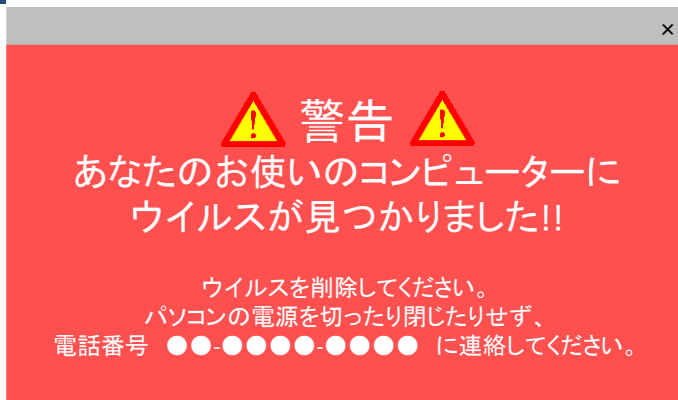 警告
あなたのお使いのコンピューターに
ウイルスが見つかりました!!
ウイルスを削除してください。
パソコンの電源を切ったり閉じたりせず、
電話番号 ●●-●●●●-●●●● に連絡してください。